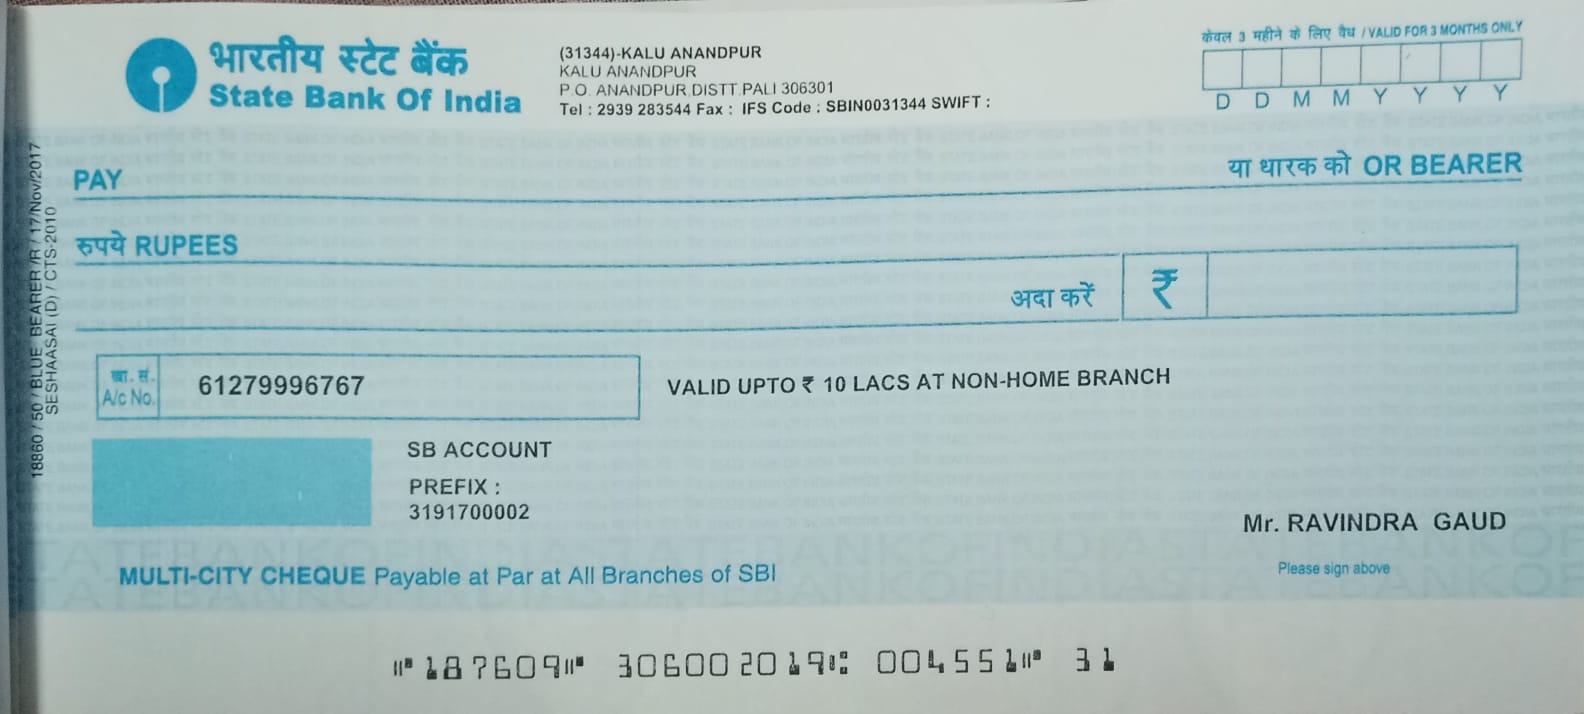 भारतीय स्टेट बैंक
State Bank Of India
(31344)-KALU ANANDPUR
KALU ANANDPUR
P.O. ANANDPUR,DISTT.PALI 306301
Tel : 2939 283544 Fax : IFS Code : SBIN0031344 SWIFT :
केवल 3 महीने के लिए वैध / VALID FOR 3 MONTHS ONLY
D D M M Y Y Y Y
PAY
या धारक को OR BEARER
रुपये RUPEES
अदा करें ₹
खा. सं.
A/c No.
61279996767
VALID UPTO ₹ 10 LACS AT NON-HOME BRANCH
SB ACCOUNT
PREFIX :
3191700002
Mr. RAVINDRA GAUD
Please sign above
MULTI-CITY CHEQUE Payable at Par at All Branches of SBI
⑈187609⑈ 306002019⑆ 004551⑈ 31
18860 / 50 / BLUE BEARER /R / 17/Nov/2017
SESHAASAI (D) / CTS-2010